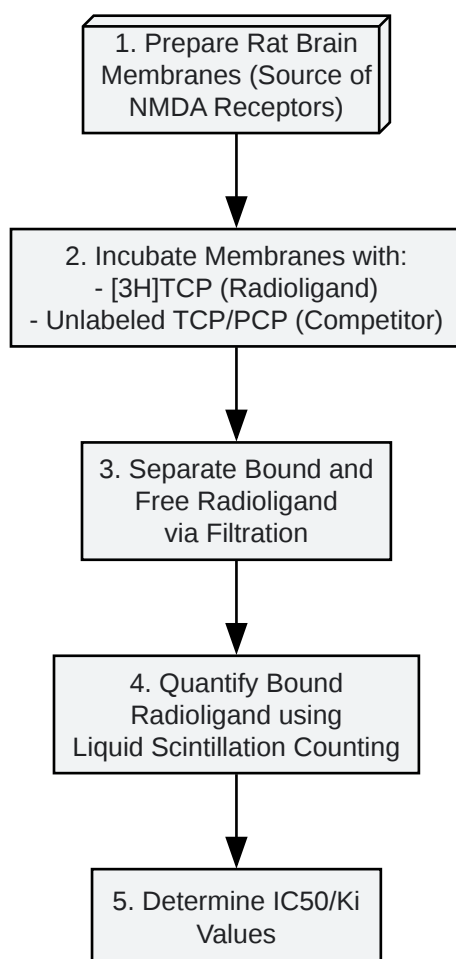 1. Prepare Rat Brain
Membranes (Source of
NMDA Receptors)
2. Incubate Membranes with:
- [3H]TCP (Radioligand)
- Unlabeled TCP/PCP (Competitor)
3. Separate Bound and
Free Radioligand
via Filtration
4. Quantify Bound
Radioligand using
Liquid Scintillation Counting
5. Determine IC50/Ki
Values